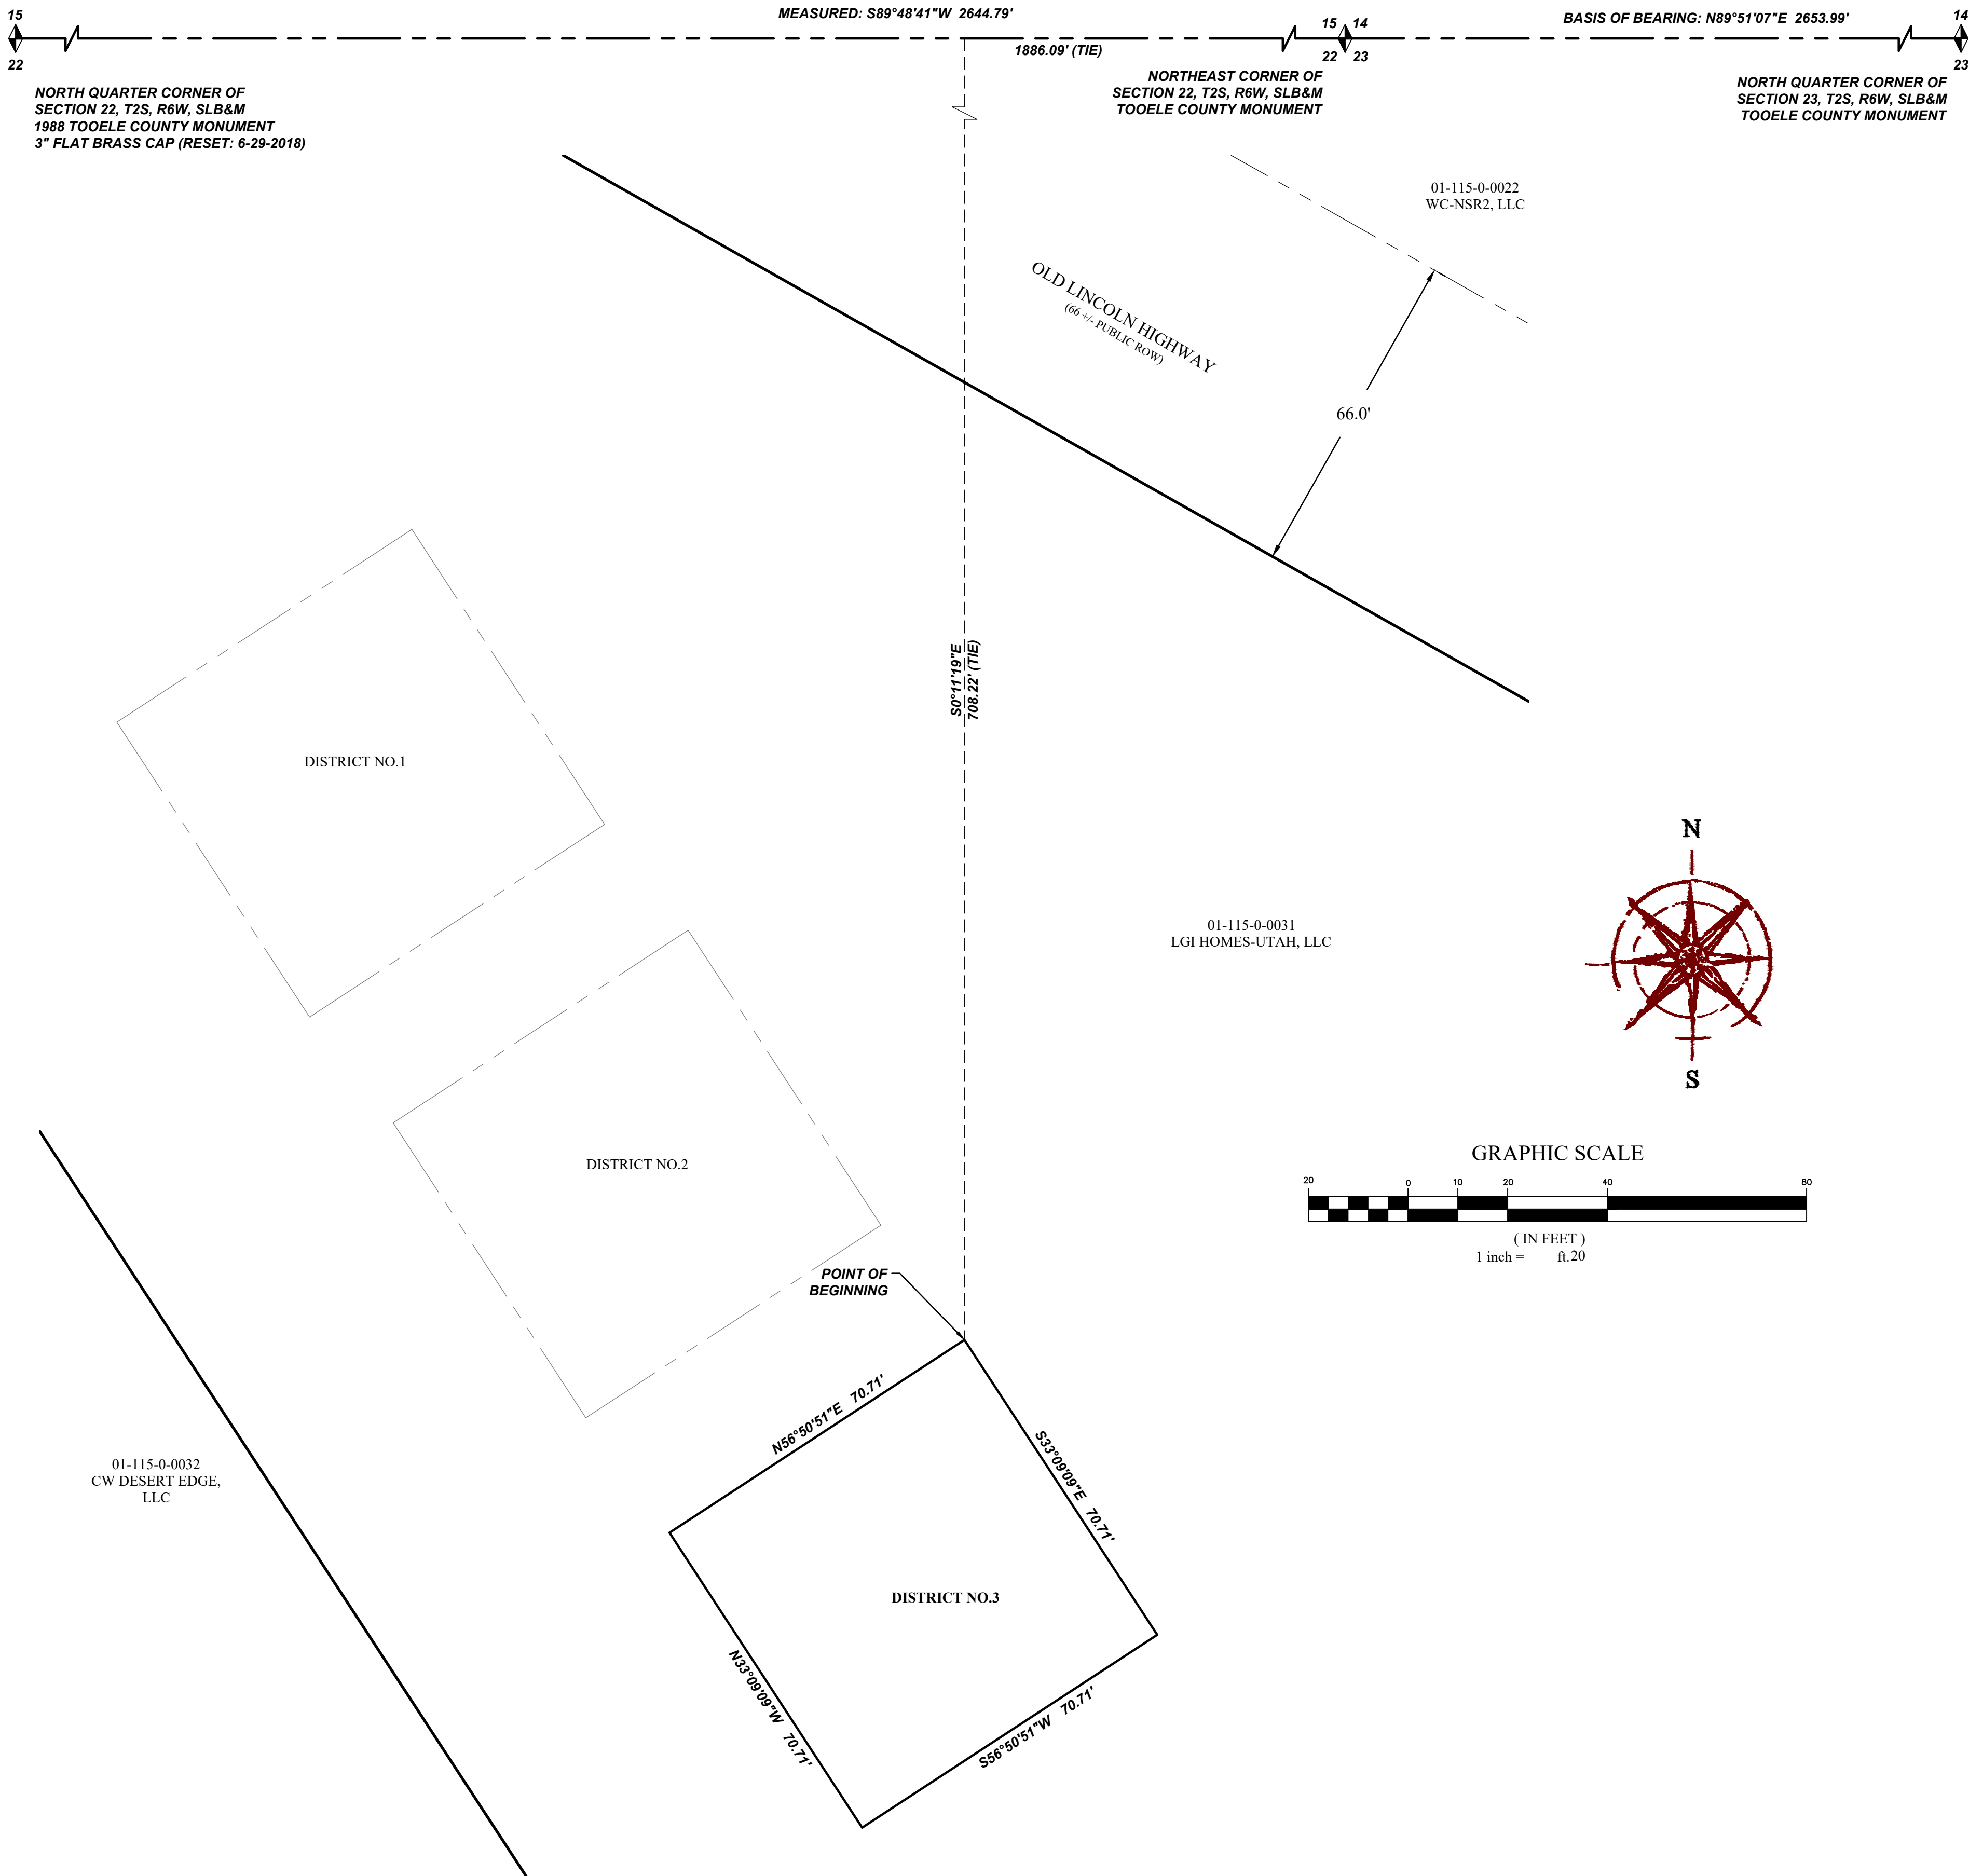 15
MEASURED: S89°48'41"W 2644.79'
15 14
BASIS OF BEARING: N89°51'07"E 2653.99'
14
22
1886.09' (TIE)
22 23
23
NORTH QUARTER CORNER OF
SECTION 22, T2S, R6W, SLB&M
1988 TOOELE COUNTY MONUMENT
3" FLAT BRASS CAP (RESET: 6-29-2018)
NORTHEAST CORNER OF
SECTION 22, T2S, R6W, SLB&M
TOOELE COUNTY MONUMENT
NORTH QUARTER CORNER OF
SECTION 23, T2S, R6W, SLB&M
TOOELE COUNTY MONUMENT
01-115-0-0022
WC-NSR2, LLC
OLD LINCOLN HIGHWAY
(66 +/- PUBLIC ROW)
66.0'
S0°11'19"E
708.22' (TIE)
DISTRICT NO.1
N
01-115-0-0031
LGI HOMES-UTAH, LLC
S
DISTRICT NO.2
GRAPHIC SCALE
20 0 10 20 40 80
( IN FEET )
1 inch = ft.20
POINT OF
BEGINNING
N56°50'51"E 70.71'
S33°09'09"E 70.71'
01-115-0-0032
CW DESERT EDGE,
LLC
DISTRICT NO.3
N33°09'09"W 70.71'
S56°50'51"W 70.71'